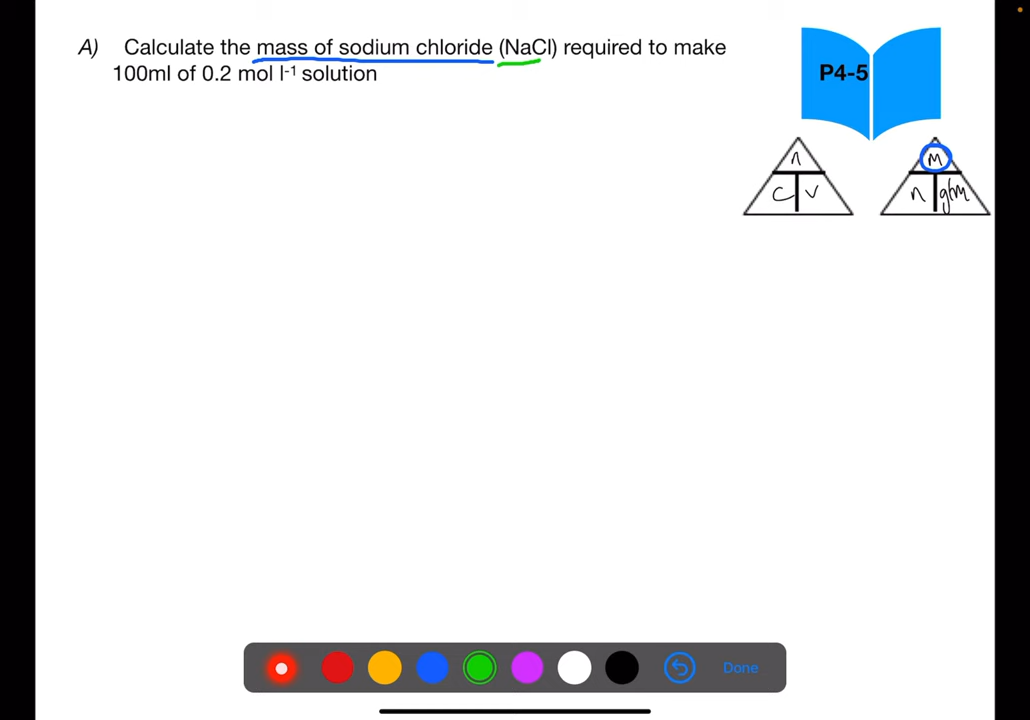 A) Calculate the mass of sodium chloride (NaCl) required to make
100ml of 0.2 mol l⁻¹ solution
P4-5
n
c v
m
n gfm
Done